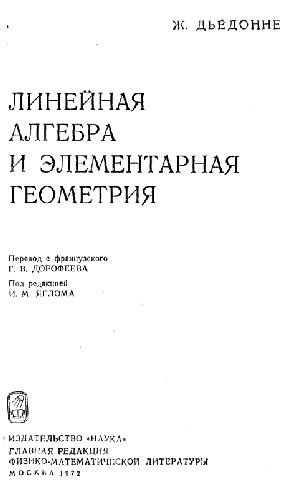 Ж. ДЬЕДОННЕ
ЛИНЕЙНАЯ
АЛГЕБРА
И ЭЛЕМЕНТАРНАЯ
ГЕОМЕТРИЯ
Перевод с французского
Г. В. ДОРОФЕЕВА
Под редакцией
И. М. ЯГЛОМА
ИЗДАТЕЛЬСТВО «НАУКА»
ГЛАВНАЯ РЕДАКЦИЯ
ФИЗИКО-МАТЕМАТИЧЕСКОЙ ЛИТЕРАТУРЫ
МОСКВА 1972